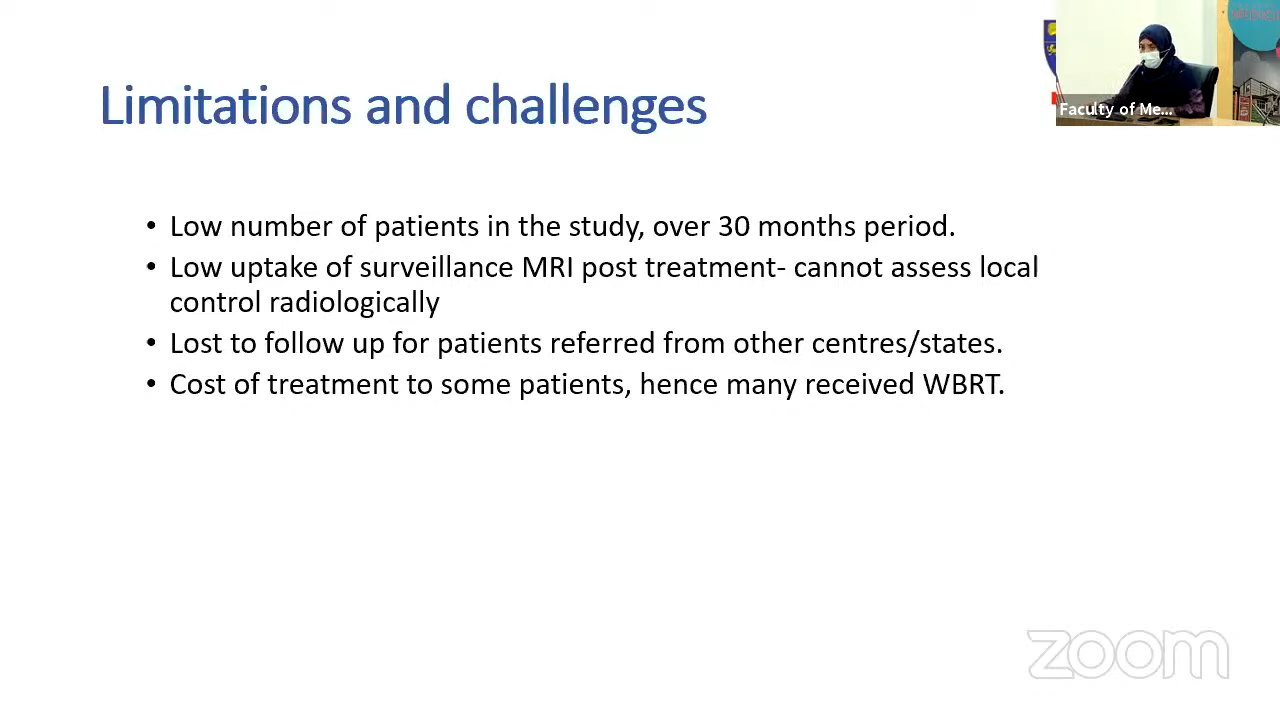 Limitations and challenges
Faculty of Me...
• Low number of patients in the study, over 30 months period.
• Low uptake of surveillance MRI post treatment- cannot assess local
control radiologically
• Lost to follow up for patients referred from other centres/states.
• Cost of treatment to some patients, hence many received WBRT.
zoom